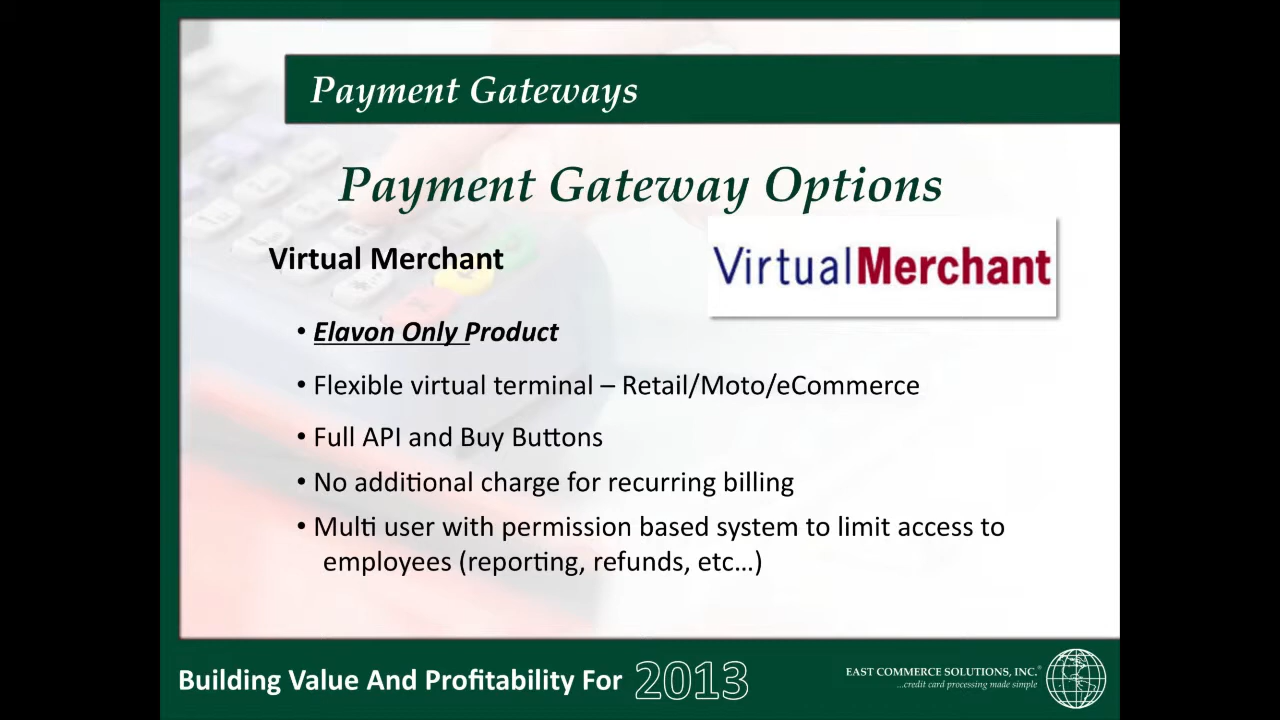 Payment Gateways
Payment Gateway Options
Virtual Merchant
VirtualMerchant
• Elavon Only Product
• Flexible virtual terminal – Retail/Moto/eCommerce
• Full API and Buy Buttons
• No additional charge for recurring billing
• Multi user with permission based system to limit access to
employees (reporting, refunds, etc…)
Building Value And Profitability For 2013
EAST COMMERCE SOLUTIONS, INC.®
...credit card processing made simple